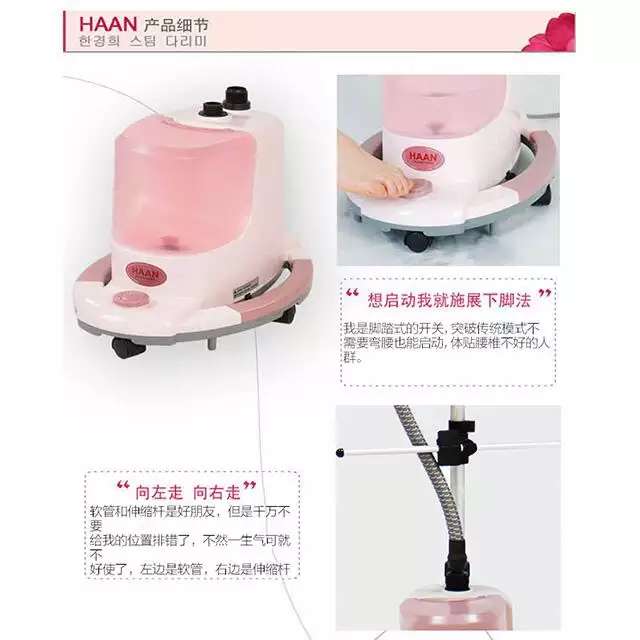 HAAN 产品细节
한경희 스팀 다리미
HAAN
HAAN
“ 想启动我就施展下脚法 ”
我是脚踏式的开关, 突破传统模式不
需要弯腰也能启动, 体贴腰椎不好的人
群。
“ 向左走 向右走 ”
软管和伸缩杆是好朋友，但是千万不
要
给我的位置排错了，不然一生气可就
不
好使了，左边是软管，右边是伸缩杆